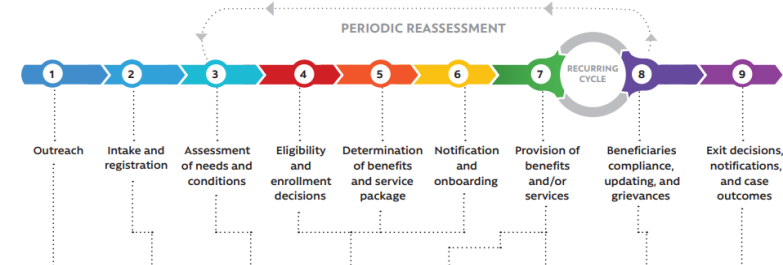 PERIODIC REASSESSMENT
1
2
3
4
5
6
7
RECURRING
CYCLE
8
9
Outreach
Intake and
registration
Assessment
of needs and
conditions
Eligibility
and
enrollment
decisions
Determination
of benefits
and service
package
Notification
and
onboarding
Provision of
benefits
and/or
services
Beneficiaries
compliance,
updating, and
grievances
Exit decisions,
notifications,
and case
outcomes